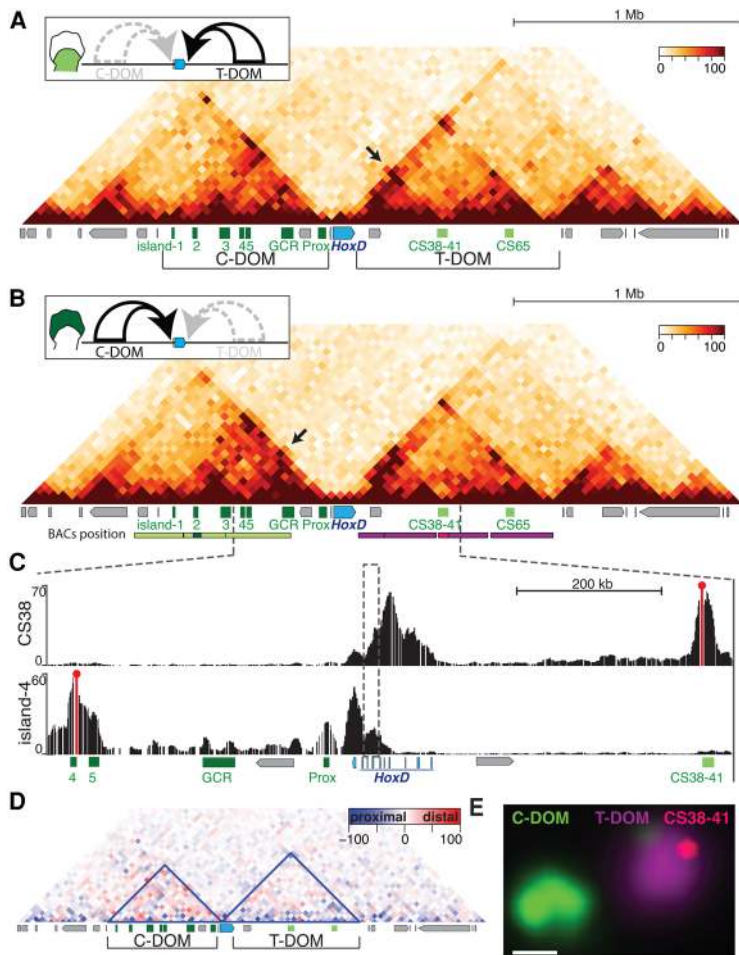 A
1 Mb
C-DOM T-DOM
0 100
island-1 2 3 45 GCR Prox HoxD CS38-41 CS65
C-DOM T-DOM
B
1 Mb
C-DOM T-DOM
0 100
island-1 2 3 45 GCR Prox HoxD CS38-41 CS65
BACs position
C
200 kb
70
CS38
0
60
island-4
0
4 5 GCR Prox HoxD CS38-41
D
proximal distal
-100 0 100
C-DOM T-DOM
E
C-DOM T-DOM CS38-41